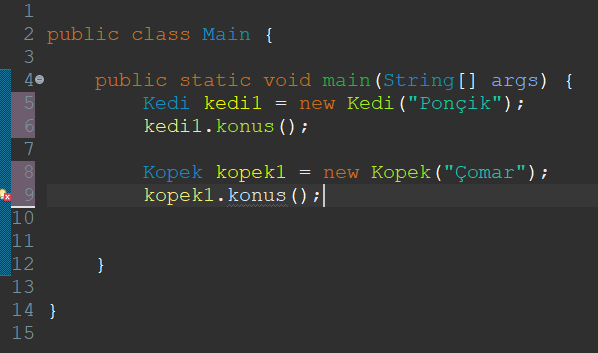 1
2 public class Main {
3
4 public static void main(String[] args) {
5 Kedi kedi1 = new Kedi("Ponçik");
6 kedi1.konus();
7
8 Kopek kopek1 = new Kopek("Çomar");
9 kopek1.konus();
10
11
12 }
13
14 }
15